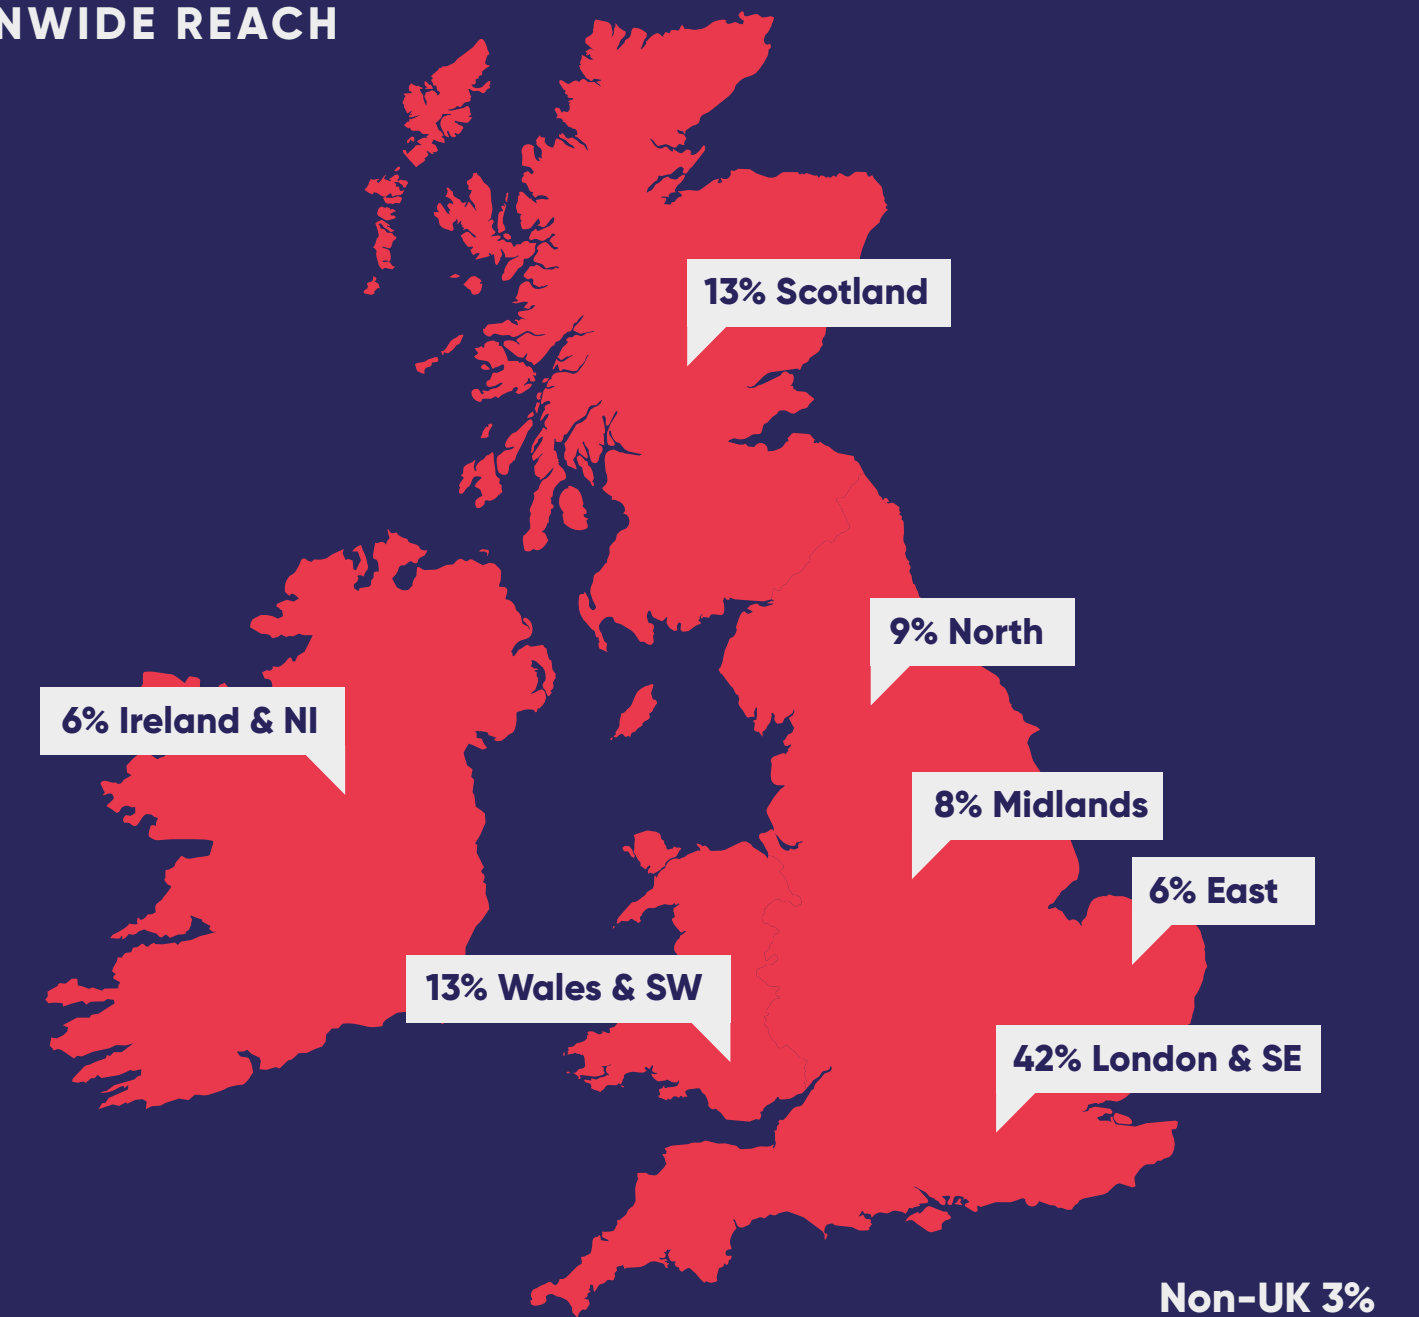 NWIDE REACH
13% Scotland
9% North
6% Ireland & NI
8% Midlands
6% East
13% Wales & SW
42% London & SE
Non-UK 3%